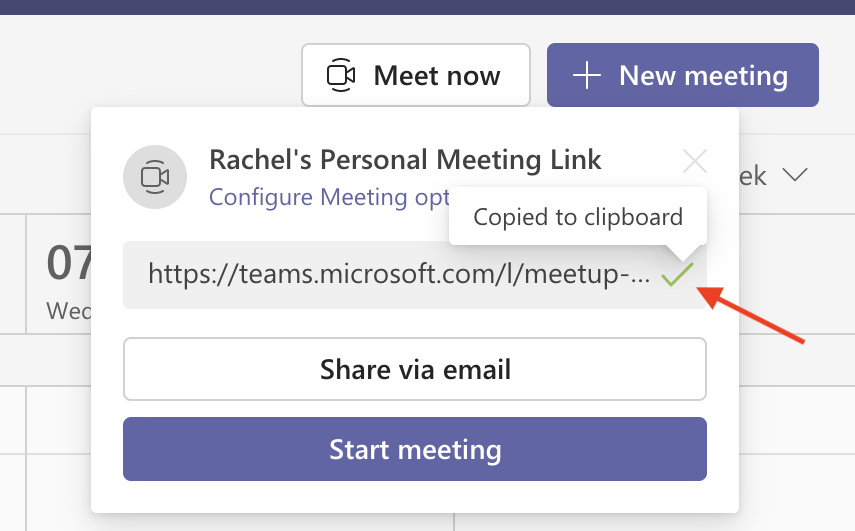 Meet now
New meeting
Rachel's Personal Meeting Link
Configure Meeting opt
ek
Copied to clipboard
07
https://teams.microsoft.com/l/meetup-...
Wed
Share via email
Start meeting